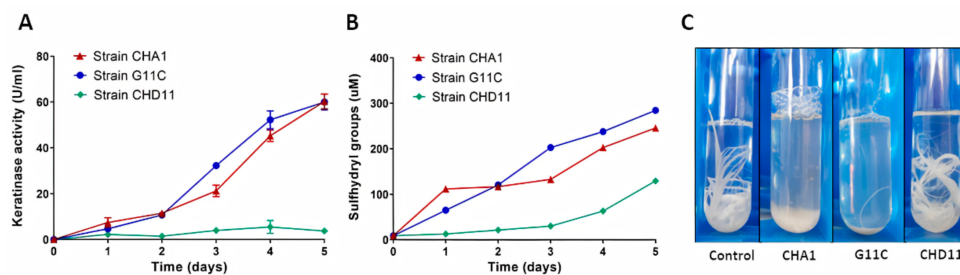 A
Strain CHA1
Strain G11C
Strain CHD11
Keratinase activity (U/ml)
80
60
40
20
0
0 1 2 3 4 5
Time (days)
B
Strain CHA1
Strain G11C
Strain CHD11
Sulfhydryl groups (uM)
400
300
200
100
0
0 1 2 3 4 5
Time (days)
C
Control CHA1 G11C CHD11